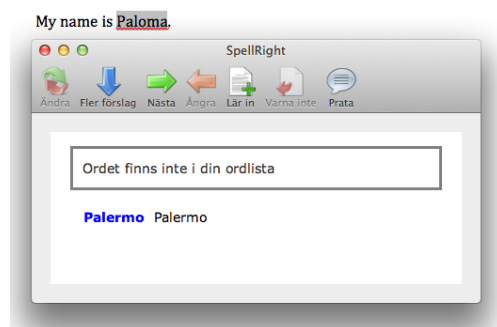 My name is Paloma.
SpellRight
Ändra Fler förslag Nästa Ångra Lär in Varna inte Prata
Ordet finns inte i din ordlista
Palermo Palermo